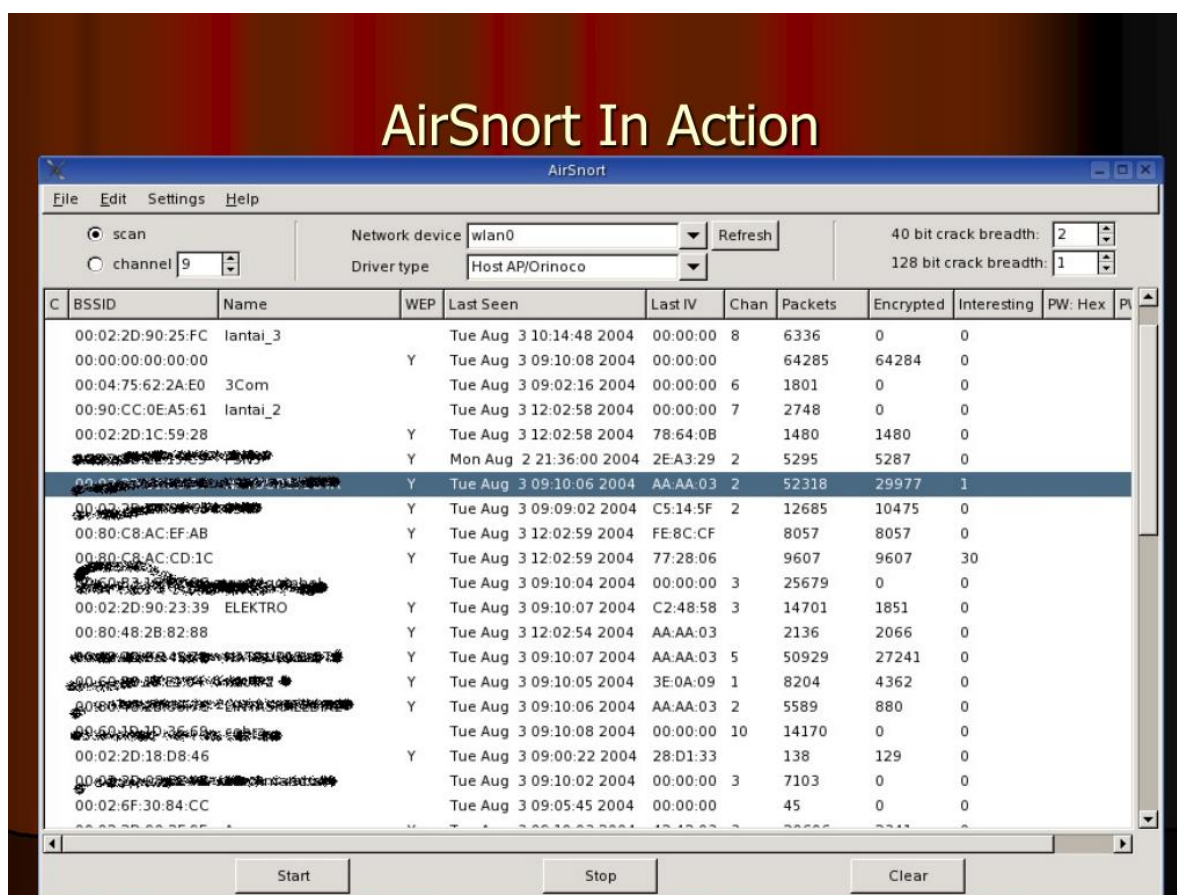 AirSnort In Action
AirSnort
File Edit Settings Help
scan
channel 9
Network device wlan0 Refresh
Driver type Host AP/Orinoco
40 bit crack breadth: 2
128 bit crack breadth: 1
C BSSID Name WEP Last Seen Last IV Chan Packets Encrypted Interesting PW: Hex
00:02:2D:90:25:FC lantai_3 Tue Aug 3 10:14:48 2004 00:00:00 8 6336 0 0
00:00:00:00:00:00 Y Tue Aug 3 09:10:08 2004 00:00:00 64285 64284 0
00:04:75:62:2A:E0 3Com Tue Aug 3 09:02:16 2004 00:00:00 6 1801 0 0
00:90:CC:0E:A5:61 lantai_2 Tue Aug 3 12:02:58 2004 00:00:00 7 2748 0 0
00:02:2D:1C:59:28 Y Tue Aug 3 12:02:58 2004 78:64:0B 1480 1480 0
Y Mon Aug 2 21:36:00 2004 2E:A3:29 2 5295 5287 0
Y Tue Aug 3 09:10:06 2004 AA:AA:03 2 52318 29977 1
Y Tue Aug 3 09:09:02 2004 C5:14:5F 2 12685 10475 0
00:80:C8:AC:EF:AB Y Tue Aug 3 12:02:59 2004 FE:8C:CF 8057 8057 0
00:80:C8:AC:CD:1C Y Tue Aug 3 12:02:59 2004 77:28:06 9607 9607 30
Tue Aug 3 09:10:04 2004 00:00:00 3 25679 0 0
00:02:2D:90:23:39 ELEKTRO Y Tue Aug 3 09:10:07 2004 C2:48:58 3 14701 1851 0
00:80:48:2B:82:88 Y Tue Aug 3 12:02:54 2004 AA:AA:03 2136 2066 0
Y Tue Aug 3 09:10:07 2004 AA:AA:03 5 50929 27241 0
Y Tue Aug 3 09:10:05 2004 3E:0A:09 1 8204 4362 0
Y Tue Aug 3 09:10:06 2004 AA:AA:03 2 5589 880 0
Tue Aug 3 09:10:08 2004 00:00:00 10 14170 0 0
00:02:2D:18:D8:46 Y Tue Aug 3 09:00:22 2004 28:D1:33 138 129 0
Tue Aug 3 09:10:02 2004 00:00:00 3 7103 0 0
00:02:6F:30:84:CC Tue Aug 3 09:05:45 2004 00:00:00 45 0 0
Start Stop Clear